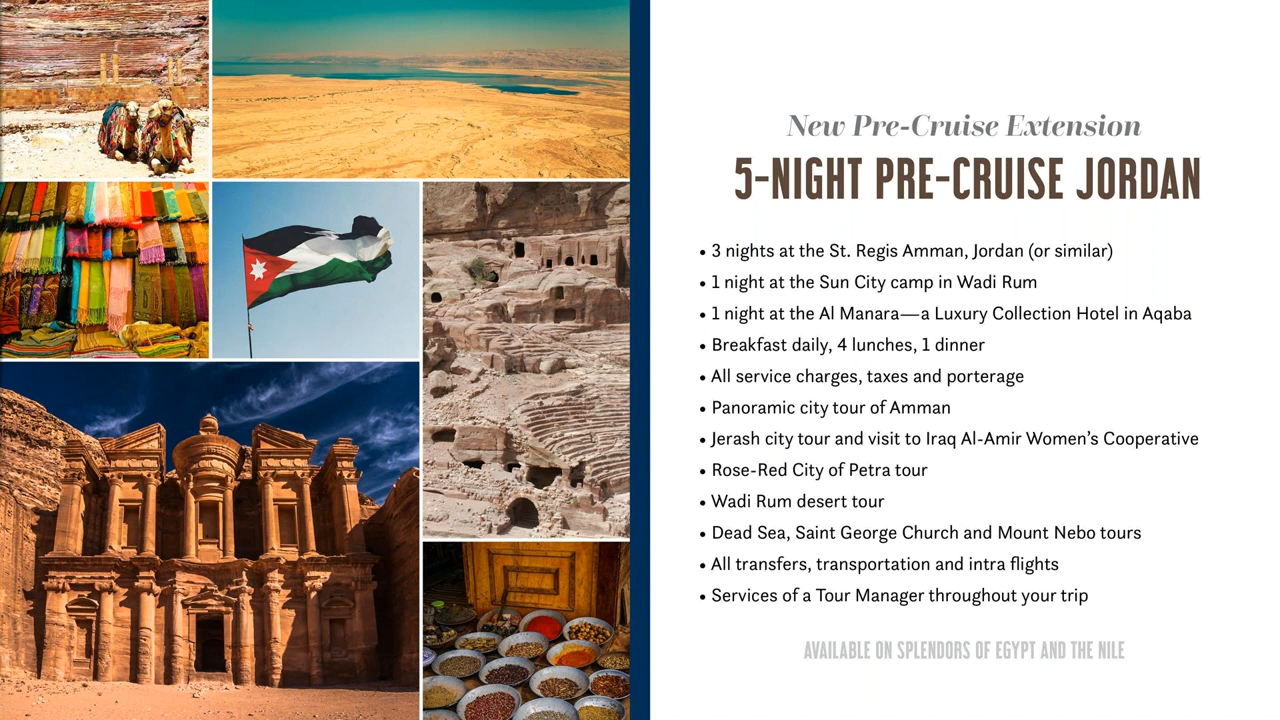 New Pre-Cruise Extension
5-NIGHT PRE-CRUISE JORDAN
• 3 nights at the St. Regis Amman, Jordan (or similar)
• 1 night at the Sun City camp in Wadi Rum
• 1 night at the Al Manara—a Luxury Collection Hotel in Aqaba
• Breakfast daily, 4 lunches, 1 dinner
• All service charges, taxes and porterage
• Panoramic city tour of Amman
• Jerash city tour and visit to Iraq Al-Amir Women’s Cooperative
• Rose-Red City of Petra tour
• Wadi Rum desert tour
• Dead Sea, Saint George Church and Mount Nebo tours
• All transfers, transportation and intra flights
• Services of a Tour Manager throughout your trip
AVAILABLE ON SPLENDORS OF EGYPT AND THE NILE